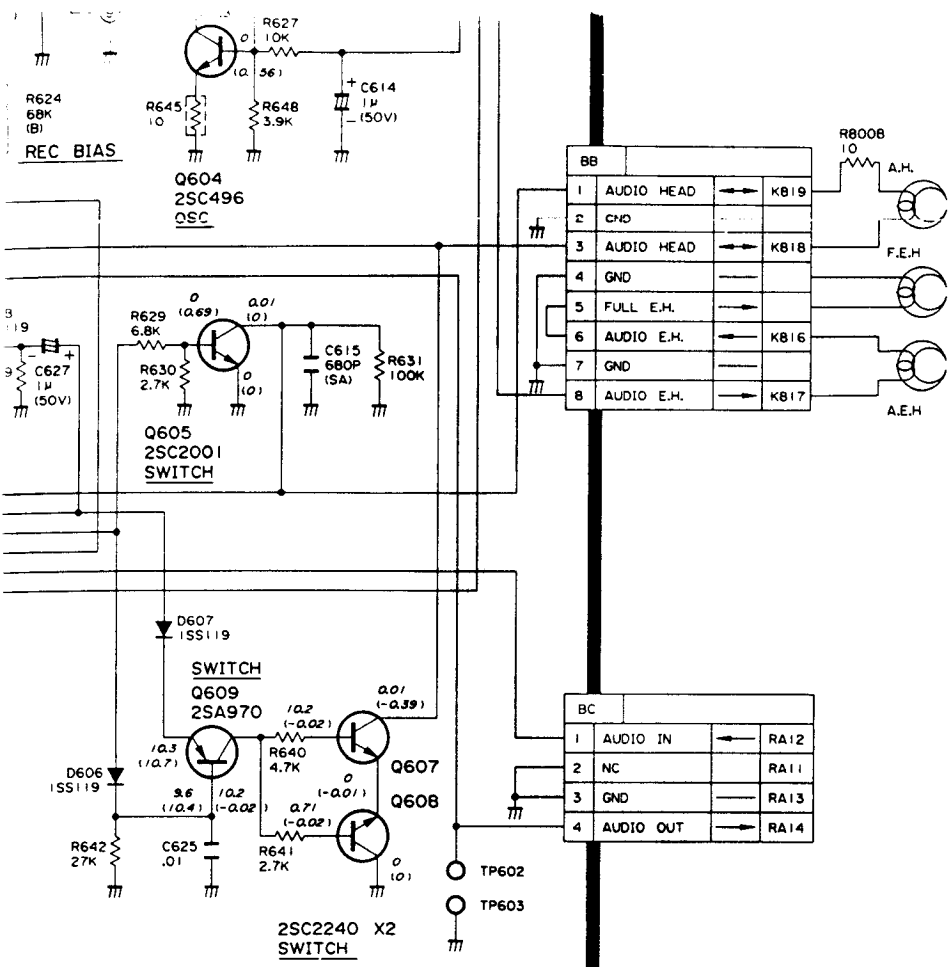 R627
10K
0
(0.56)
R624
68K
(B)
REC BIAS
R645
10
R648
3.9K
+
C614
1μ
(50V)
−
Q604
2SC496
OSC
BB
1 AUDIO HEAD K819
2 GND
3 AUDIO HEAD K818
4 GND
5 FULL E.H.
6 AUDIO E.H. K816
7 GND
8 AUDIO E.H. K817
R8008
10
A.H.
F.E.H
A.E.H
0
(0.69)
0.01
(0)
R629
6.8K
R630
2.7K
0
(0)
C615
680P
(SA)
R631
100K
− +
C627
1μ
(50V)
Q605
2SC2001
SWITCH
D607
1SS119
SWITCH
Q609
2SA970
10.3
(10.7)
10.2
(-0.02)
R640
4.7K
0.01
(-0.39)
Q607
0
(-0.01)
Q608
D606
1SS119
9.6
(10.4)
10.2
(-0.02)
0.71
(-0.02)
R641
2.7K
0
(0)
R642
27K
C625
.01
2SC2240 X2
SWITCH
TP602
TP603
BC
1 AUDIO IN RA12
2 NC RA11
3 GND RA13
4 AUDIO OUT RA14